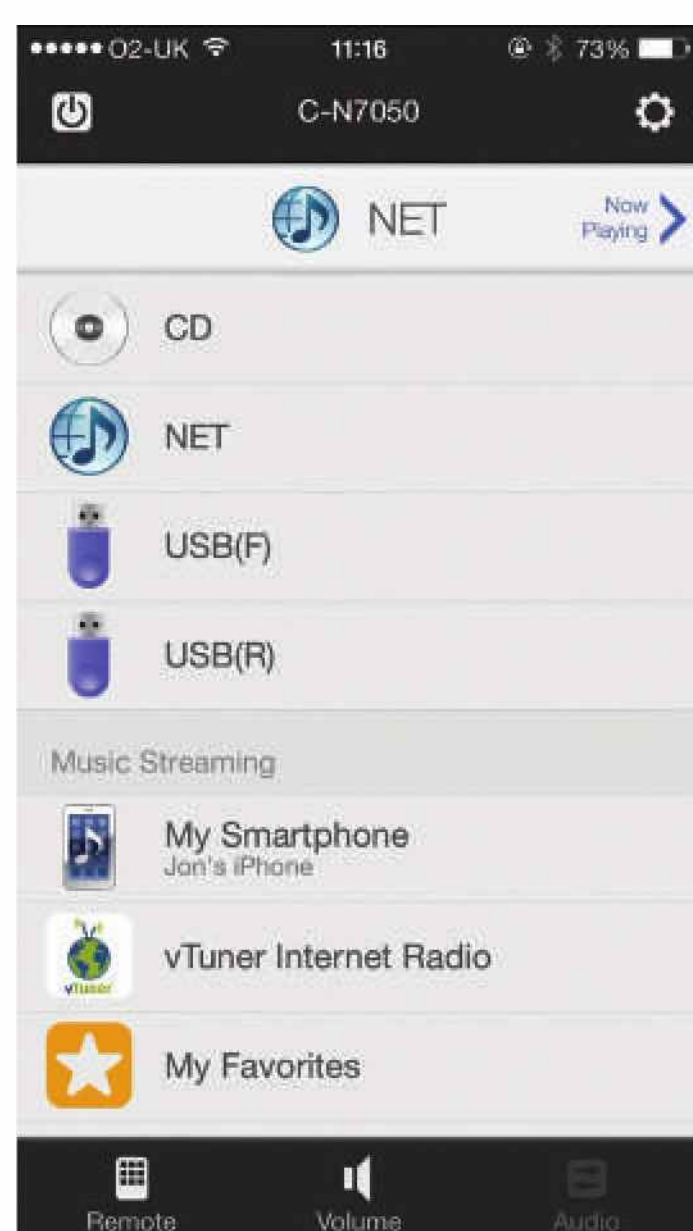 O2-UK 11:16 73%
C-N7050
NET
Now
Playing
CD
NET
USB(F)
USB(R)
Music Streaming
My Smartphone
Jon's iPhone
vTuner
vTuner Internet Radio
My Favorites
Remote Volume Audio